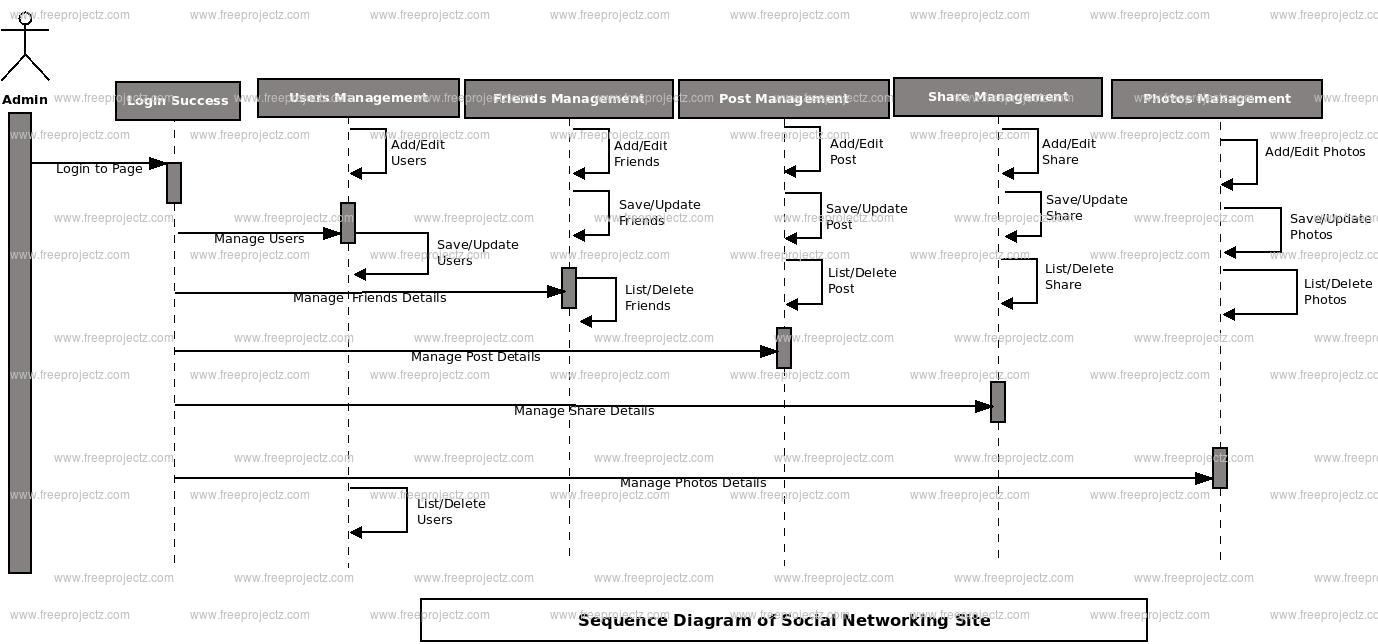 Admin
Login Success
Users Management
Friends Management
Post Management
Share Management
Photos Management
Login to Page
Add/Edit
Users
Add/Edit
Friends
Add/Edit
Post
Add/Edit
Share
Add/Edit Photos
Save/Update
Friends
Save/Update
Post
Save/Update
Share
Save/Update
Photos
Manage Users
Save/Update
Users
List/Delete
Friends
List/Delete
Post
List/Delete
Share
List/Delete
Photos
Manage Friends Details
Manage Post Details
Manage Share Details
Manage Photos Details
List/Delete
Users
Sequence Diagram of Social Networking Site
www.freeprojectz.com